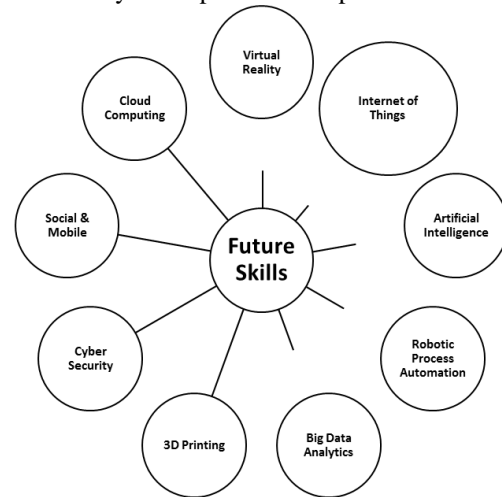 Virtual
Reality
Internet of
Things
Cloud
Computing
Social &
Mobile
Future
Skills
Artificial
Intelligence
Cyber
Security
Robotic
Process
Automation
3D Printing
Big Data
Analytics